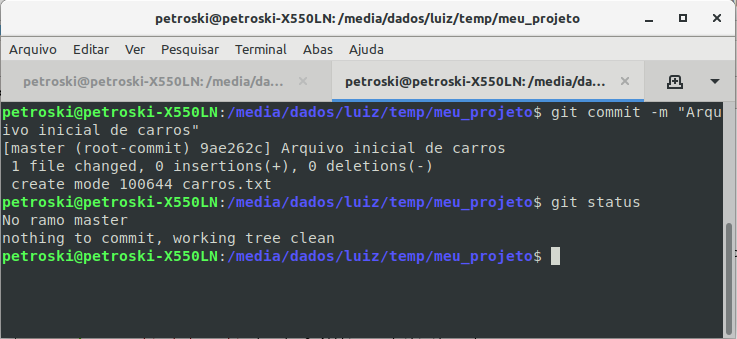 petroski@petroski-X550LN: /media/dados/luiz/temp/meu_projeto
Arquivo Editar Ver Pesquisar Terminal Abas Ajuda
petroski@petroski-X550LN: /media/da... petroski@petroski-X550LN: /media/da...
petroski@petroski-X550LN:/media/dados/luiz/temp/meu_projeto$ git commit -m "Arqu
ivo inicial de carros"
[master (root-commit) 9ae262c] Arquivo inicial de carros
 1 file changed, 0 insertions(+), 0 deletions(-)
 create mode 100644 carros.txt
petroski@petroski-X550LN:/media/dados/luiz/temp/meu_projeto$ git status
No ramo master
nothing to commit, working tree clean
petroski@petroski-X550LN:/media/dados/luiz/temp/meu_projeto$